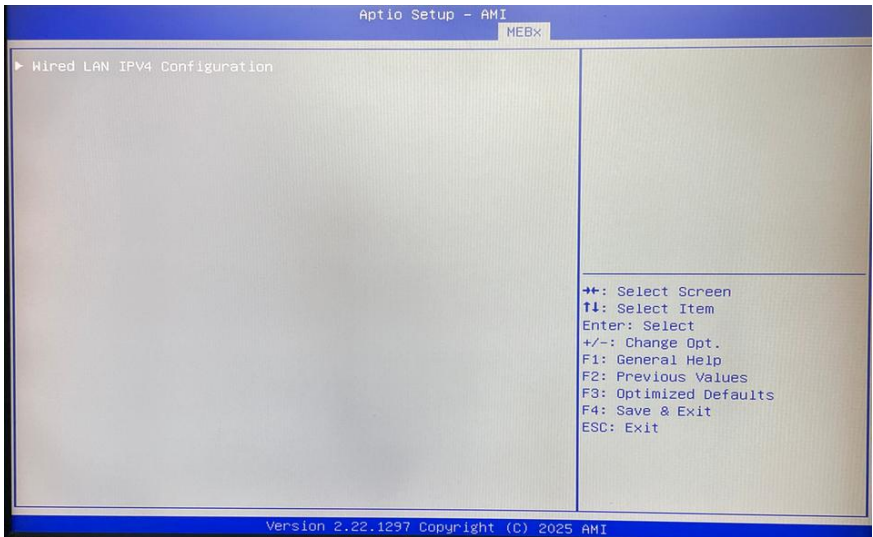 Aptio Setup - AMI
MEBx
▶ Wired LAN IPV4 Configuration
→←: Select Screen
↑↓: Select Item
Enter: Select
+/-: Change Opt.
F1: General Help
F2: Previous Values
F3: Optimized Defaults
F4: Save & Exit
ESC: Exit
Version 2.22.1297 Copyright (C) 2025 AMI